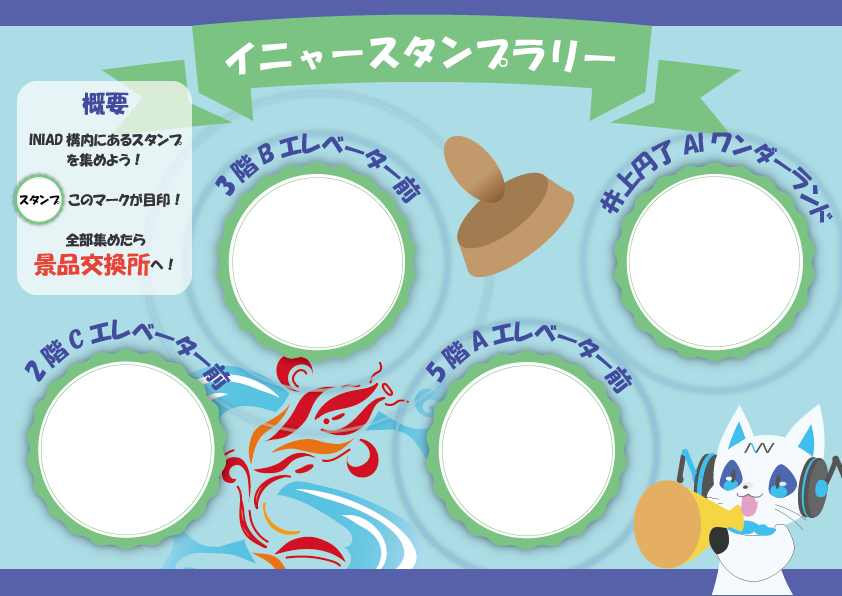 イニャースタンプラリー
概要
INIAD 構内にあるスタンプ
を集めよう！
スタンプ このマークが目印！
全部集めたら
景品交換所へ！
3 階 B エレベーター前
井上円了 AI ワンダーランド
2 階 C エレベーター前
5 階 A エレベーター前